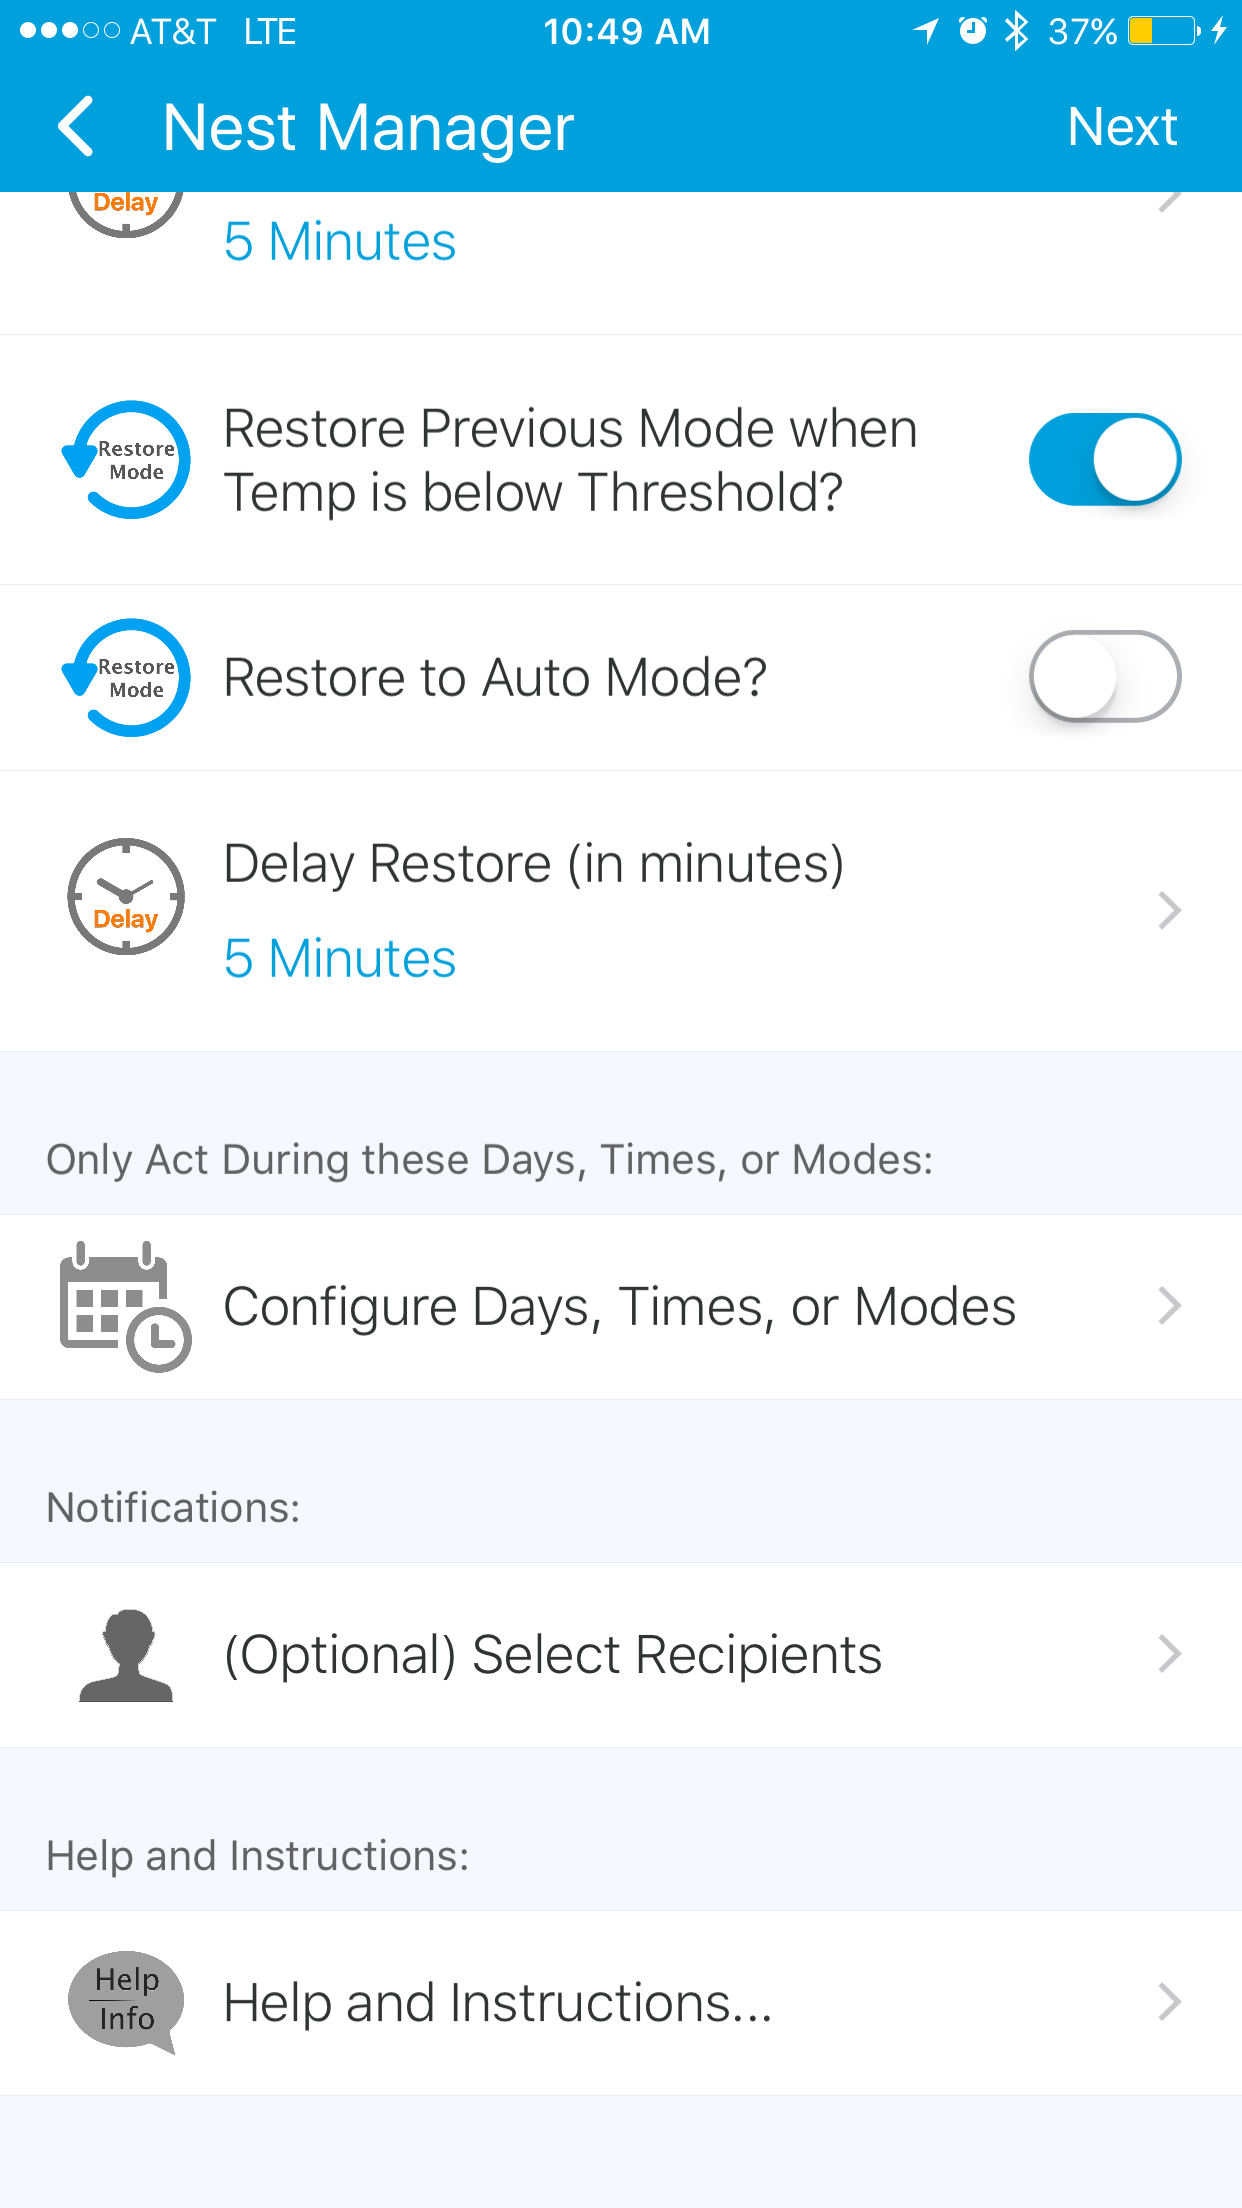 AT&T LTE 10:49 AM 37%
Nest Manager Next
Delay
5 Minutes
Restore
Mode
Restore Previous Mode when
Temp is below Threshold?
Restore
Mode
Restore to Auto Mode?
Delay
Delay Restore (in minutes)
5 Minutes
Only Act During these Days, Times, or Modes:
Configure Days, Times, or Modes
Notifications:
(Optional) Select Recipients
Help and Instructions:
Help
Info
Help and Instructions...